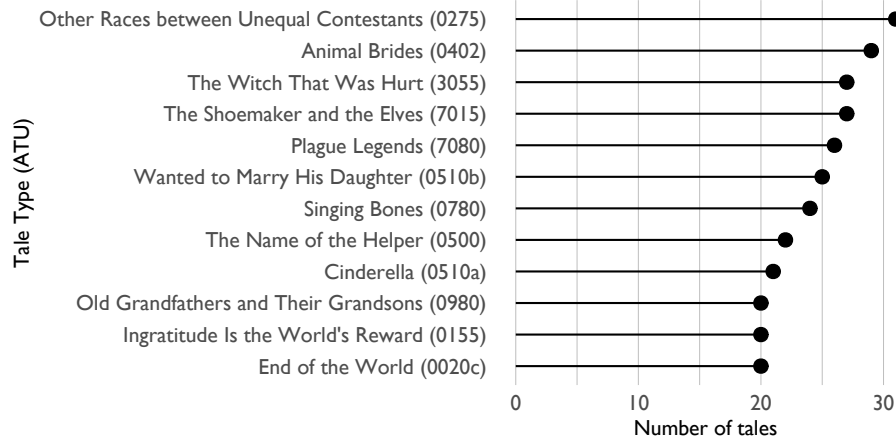 Other Races between Unequal Contestants (0275)
Animal Brides (0402)
The Witch That Was Hurt (3055)
The Shoemaker and the Elves (7015)
Plague Legends (7080)
Wanted to Marry His Daughter (0510b)
Singing Bones (0780)
The Name of the Helper (0500)
Cinderella (0510a)
Old Grandfathers and Their Grandsons (0980)
Ingratitude Is the World's Reward (0155)
End of the World (0020c)
Tale Type (ATU)
0 10 20 30
Number of tales